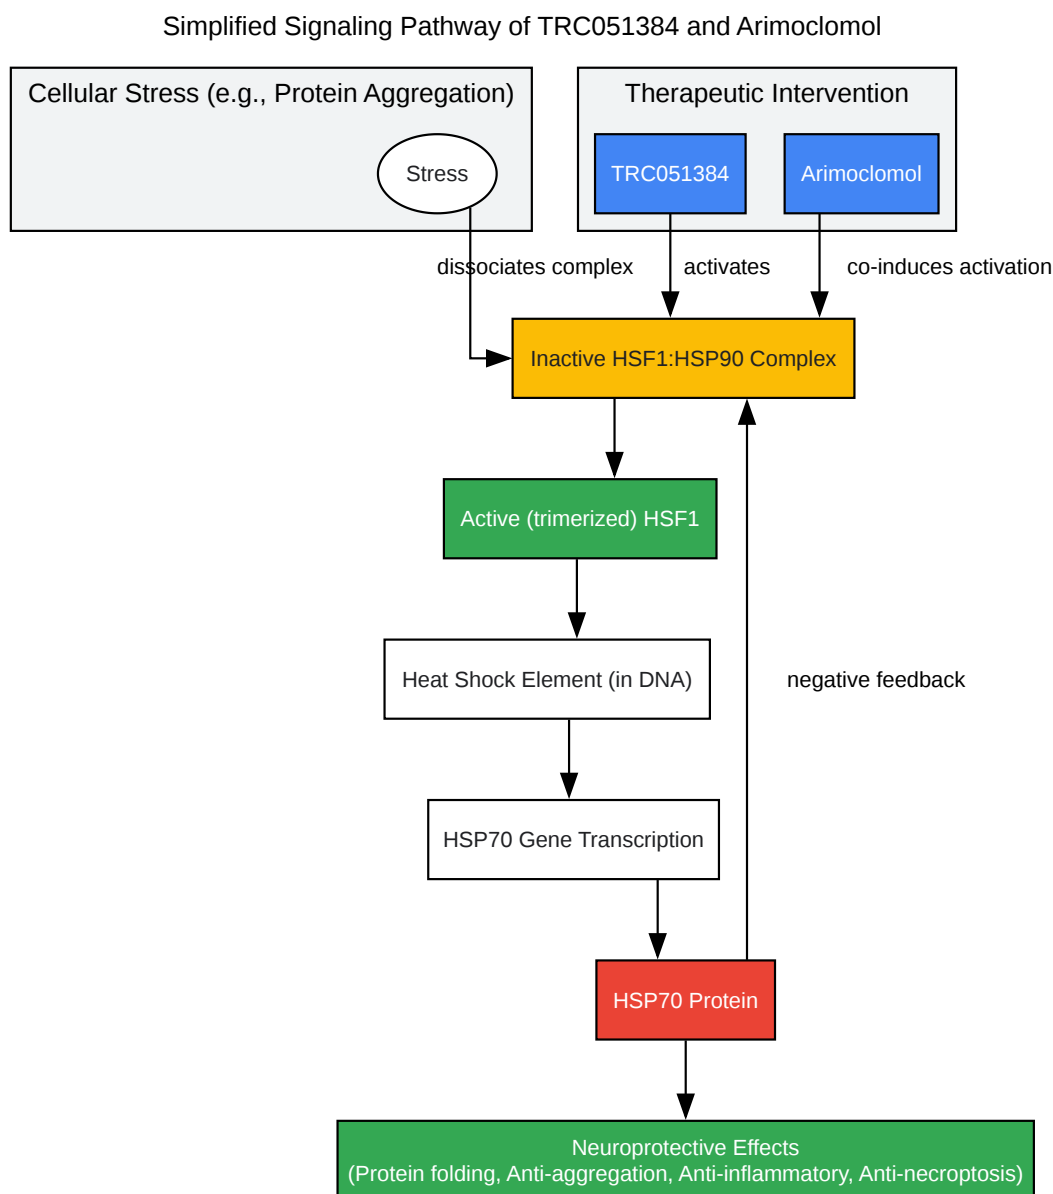 Simplified Signaling Pathway of TRC051384 and Arimoclomol
Cellular Stress (e.g., Protein Aggregation)
Therapeutic Intervention
Stress
TRC051384
Arimoclomol
dissociates complex
activates
co-induces activation
Inactive HSF1:HSP90 Complex
Active (trimerized) HSF1
Heat Shock Element (in DNA)
negative feedback
HSP70 Gene Transcription
HSP70 Protein
Neuroprotective Effects
(Protein folding, Anti-aggregation, Anti-inflammatory, Anti-necroptosis)